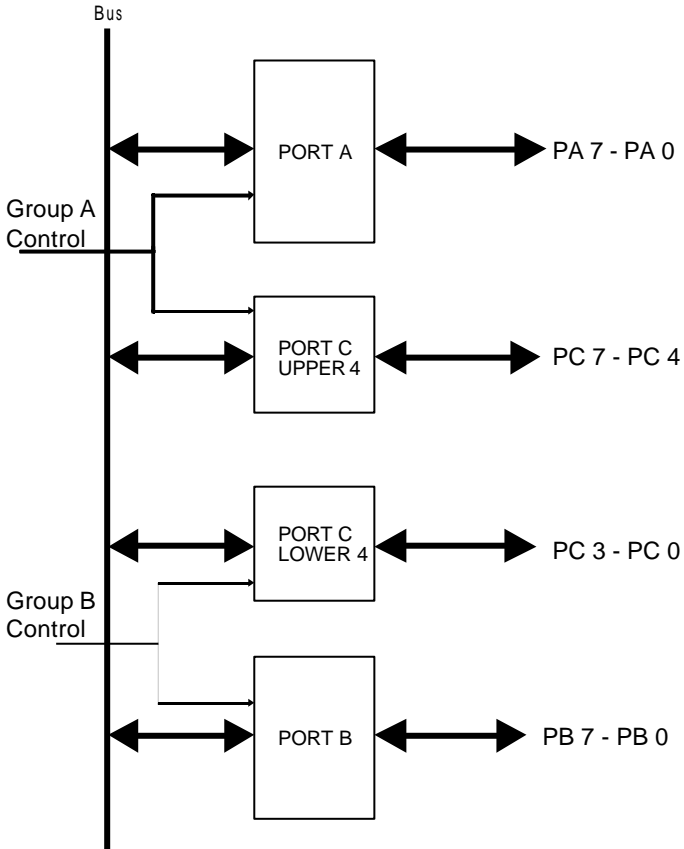 Bus
PORT A
PA 7 - PA 0
Group A
Control
PORT C
UPPER 4
PC 7 - PC 4
PORT C
LOWER 4
PC 3 - PC 0
Group B
Control
PORT B
PB 7 - PB 0